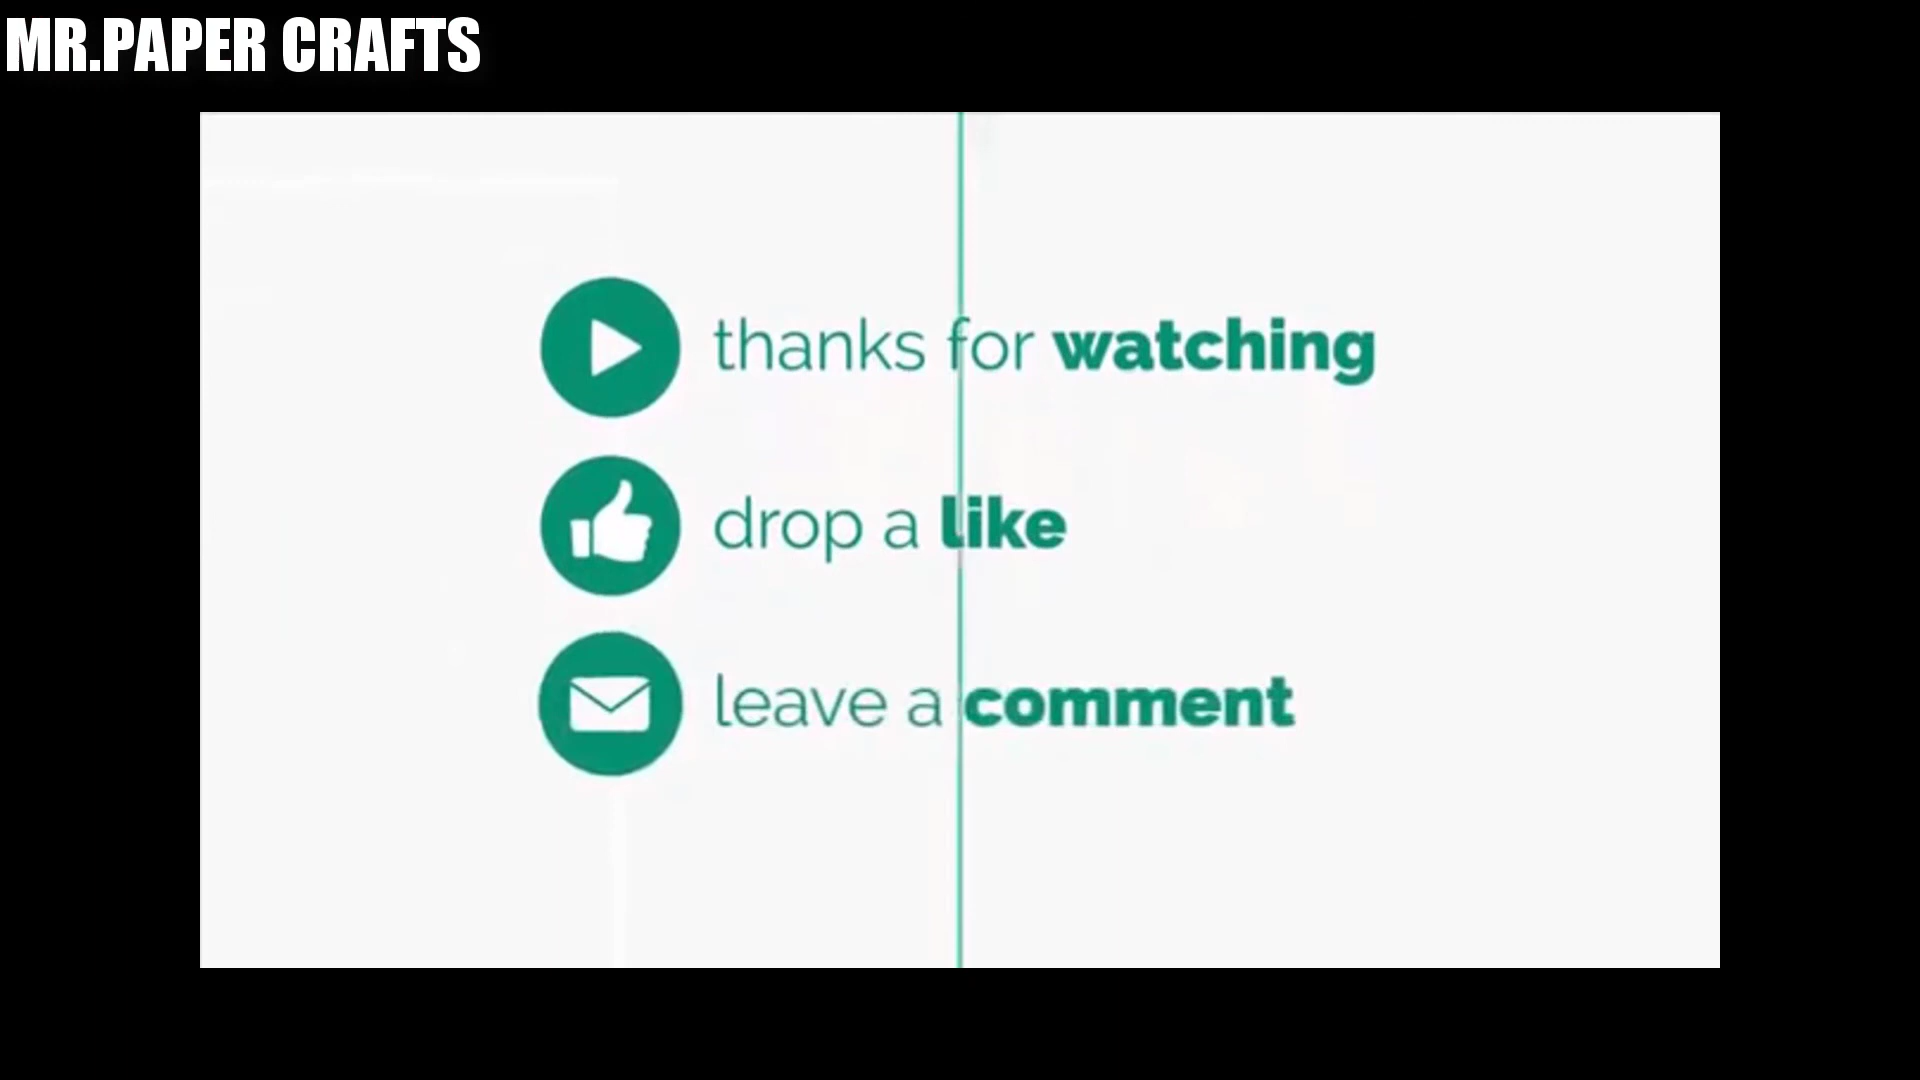 MR.PAPER CRAFTS
thanks for watching
drop a like
leave a comment